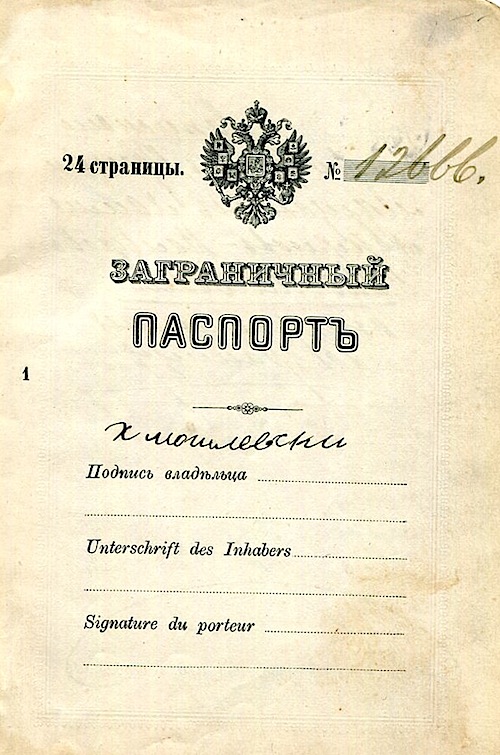 24 страницы. № 12666.
ЗАГРАНИЧНЫЙ
ПАСПОРТЪ
1
Подпись владѣльца
Unterschrift des Inhabers
Signature du porteur